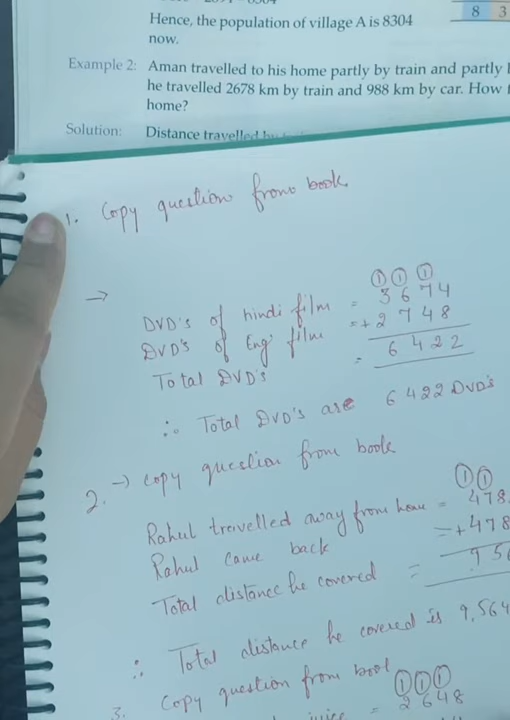 8 3
Hence, the population of village A is 8304
now.
Example 2: Aman travelled to his home partly by train and partly
he travelled 2678 km by train and 988 km by car. How
home?
Solution: Distance travelled by
1. Copy question from book
1 1 1
→ DVD's of hindi film = 3674
DVD's of Eng' film = + 2748
Total DVD's = 6422
∴ Total DVD's are 6422 DVD's
2. → Copy question from book
1 1
Rahul travelled away from home = 478
Rahul came back = + 478
Total distance he covered = 956
∴ Total distance he covered is 9,564
3. Copy question from book
1 1 1
juice = 2648